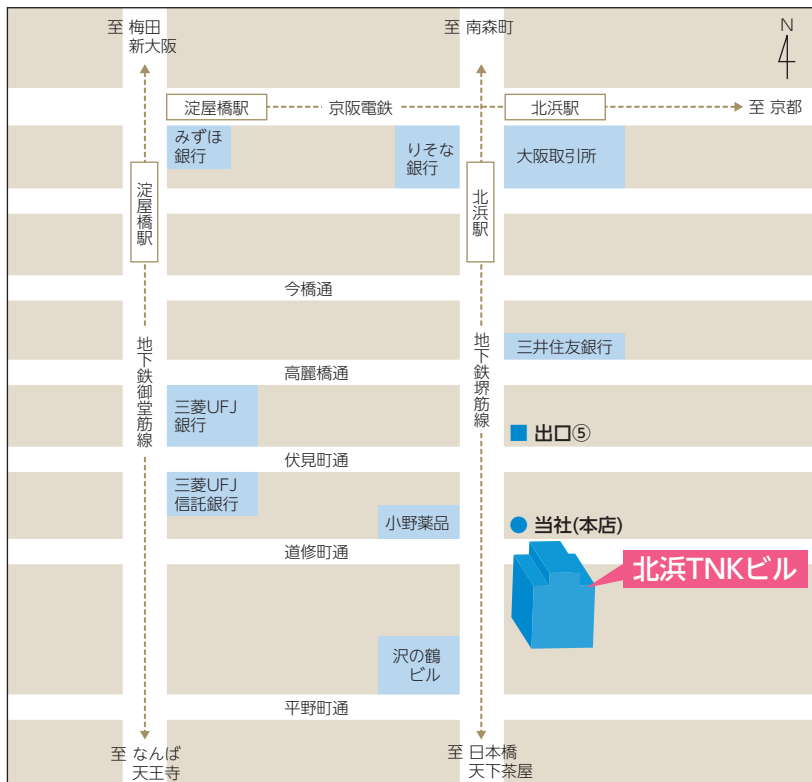 至 梅田
新大阪
至 南森町
N
淀屋橋駅
京阪電鉄
北浜駅
至 京都
みずほ
銀行
りそな
銀行
大阪取引所
淀屋橋駅
北浜駅
今橋通
地下鉄御堂筋線
地下鉄堺筋線
三井住友銀行
高麗橋通
三菱UFJ
銀行
出口⑤
伏見町通
三菱UFJ
信託銀行
小野薬品
当社(本店)
道修町通
北浜TNKビル
沢の鶴
ビル
平野町通
至 なんば
天王寺
至 日本橋
天下茶屋